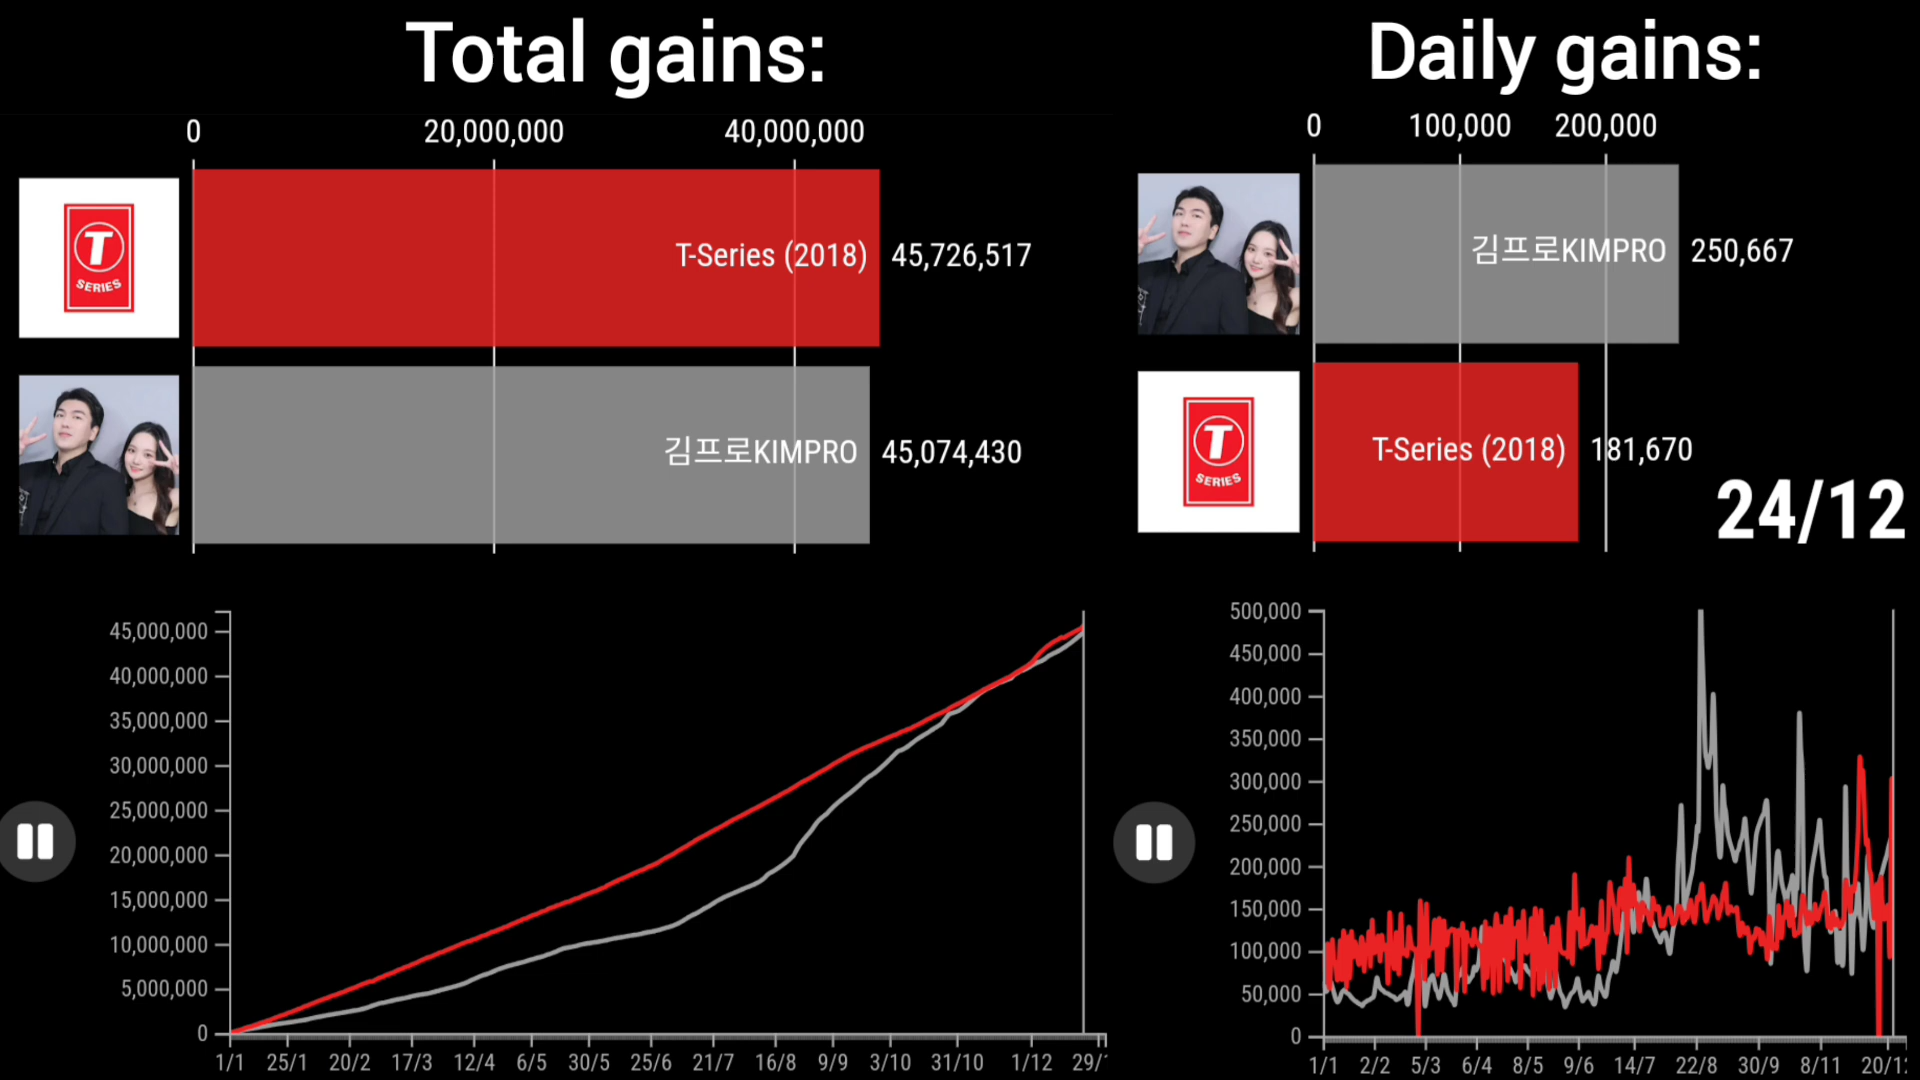 Total gains:
0 20,000,000 40,000,000
T
SERIES
T-Series (2018) 45,726,517
김프로KIMPRO 45,074,430
Daily gains:
0 100,000 200,000
김프로KIMPRO 250,667
T
SERIES
T-Series (2018) 181,670
24/12
45,000,000
40,000,000
35,000,000
30,000,000
25,000,000
20,000,000
15,000,000
10,000,000
5,000,000
0
1/1 25/1 20/2 17/3 12/4 6/5 30/5 25/6 21/7 16/8 9/9 3/10 31/10 1/12
500,000
450,000
400,000
350,000
300,000
250,000
200,000
150,000
100,000
50,000
0
1/1 2/2 5/3 6/4 8/5 9/6 14/7 22/8 30/9 8/11